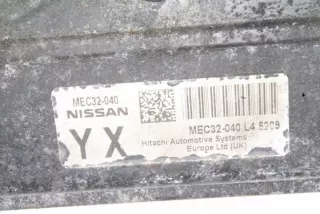 MEC32-040
NISSAN
YX
MEC32-040 L4 5209
Hitachi Automotive Systems
Europe Ltd (UK)